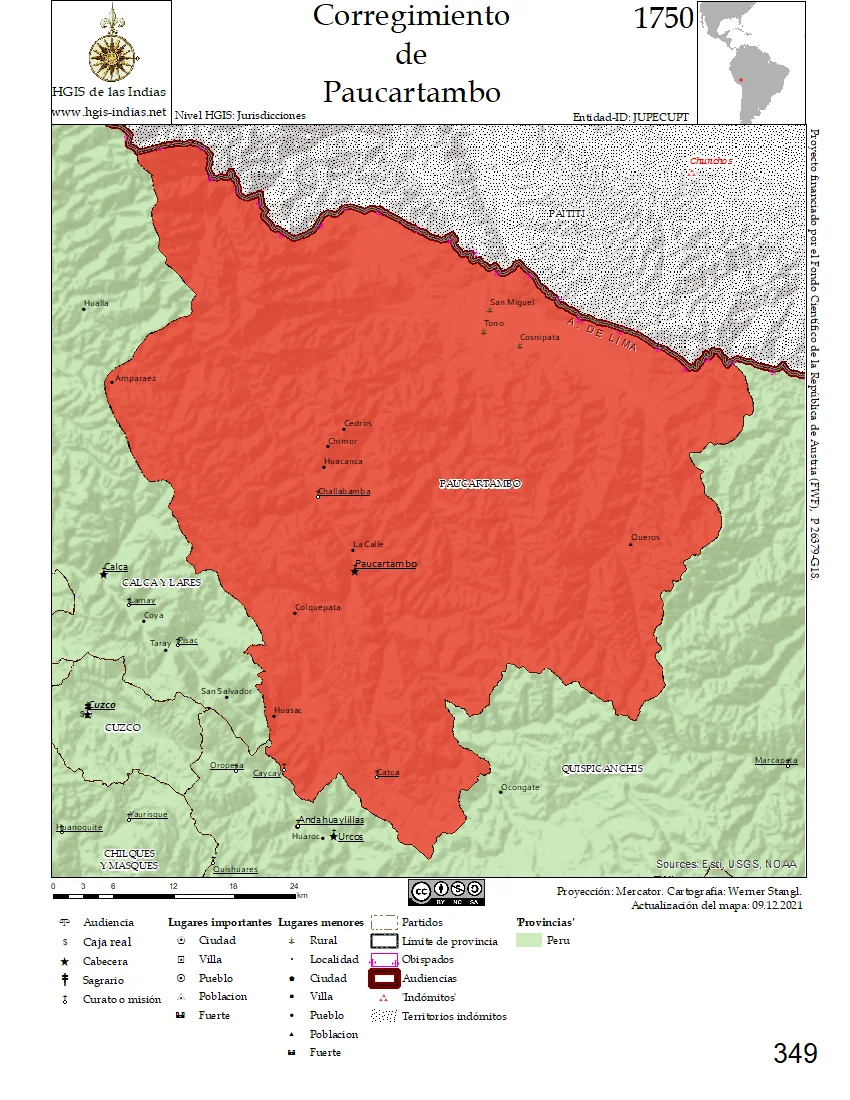 Corregimiento
de
Paucartambo
1750
HGIS de las Indias
www.hgis-indias.net
Nivel HGIS: Jurisdicciones
Entidad-ID: JUPECUPT
Proyecto financiado por el Fondo Científico de la República de Austria (FWF), P 26379-G18.
Chunchos
PAITITI
Hualla
San Miguel
Tono
Cosnipata
A. DE LIMA
Amparaez
Cedros
Chimor
Huacanca
Challabamba
PAUCARTAMBO
La Calle
Queros
Paucartambo
Calca
CALCA Y LARES
Lamay
Coya
Colquepata
Taray
Pisac
San Salvador
Cuzco
Huasac
CUZCO
Oropesa
Caycay
Catca
QUISPICANCHIS
Marcapata
Ocongate
Yaurisque
Andahuaylillas
Huanoquite
Huaroc
Urcos
CHILQUES
Y MASQUES
Quishuares
Sources: Esri, USGS, NOAA
0 3 6 12 18 24
km
CC BY NC SA
Proyección: Mercator. Cartografía: Werner Stangl.
Actualización del mapa: 09.12.2021
Audiencia
S Caja real
Cabecera
Sagrario
Curato o misión
Lugares importantes
Ciudad
Villa
Pueblo
Poblacion
Fuerte
Lugares menores
Rural
Localidad
Ciudad
Villa
Pueblo
Poblacion
Fuerte
Partidos
Límite de provincia
Obispados
Audiencias
'Indómitos'
Territorios indómitos
'Provincias'
Peru
349